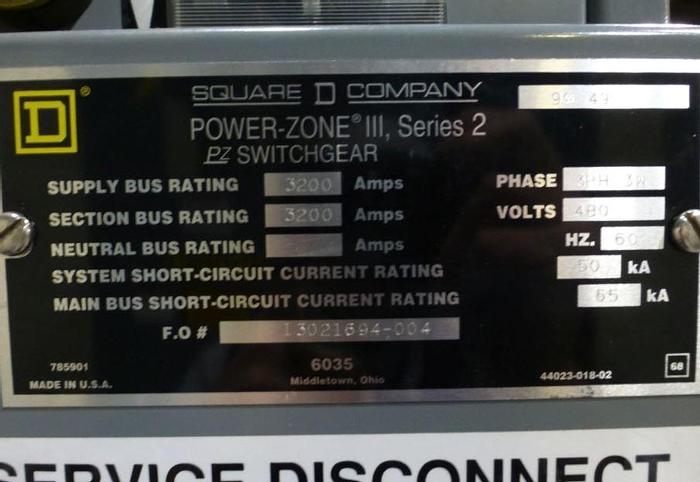 SQUARE D COMPANY
D®
POWER-ZONE® III, Series 2
PZ SWITCHGEAR
SUPPLY BUS RATING 3200 Amps PHASE 3PH 3W
SECTION BUS RATING 3200 Amps VOLTS 480
NEUTRAL BUS RATING Amps HZ. 60
SYSTEM SHORT-CIRCUIT CURRENT RATING 50 kA
MAIN BUS SHORT-CIRCUIT CURRENT RATING 65 kA
F.O # 13021694-004
785901 6035 68
MADE IN U.S.A. Middletown, Ohio 44023-018-02
SERVICE DISCONNECT